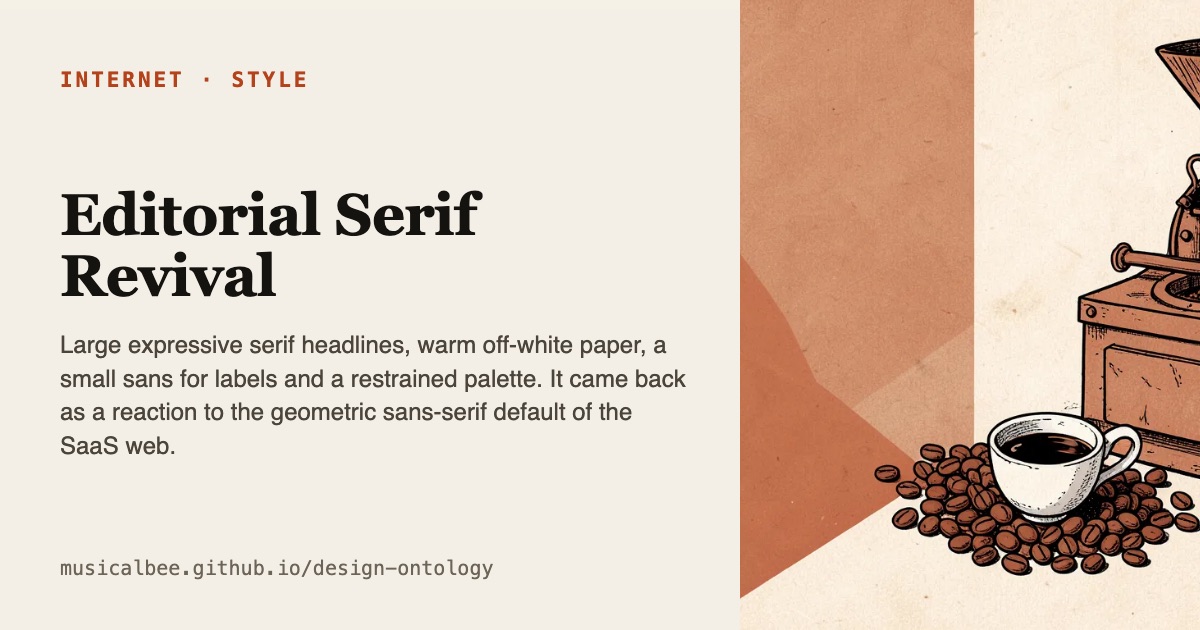 INTERNET · STYLE
Editorial Serif
Revival
Large expressive serif headlines, warm off-white paper, a
small sans for labels and a restrained palette. It came back
as a reaction to the geometric sans-serif default of the
SaaS web.
musicalbee.github.io/design-ontology